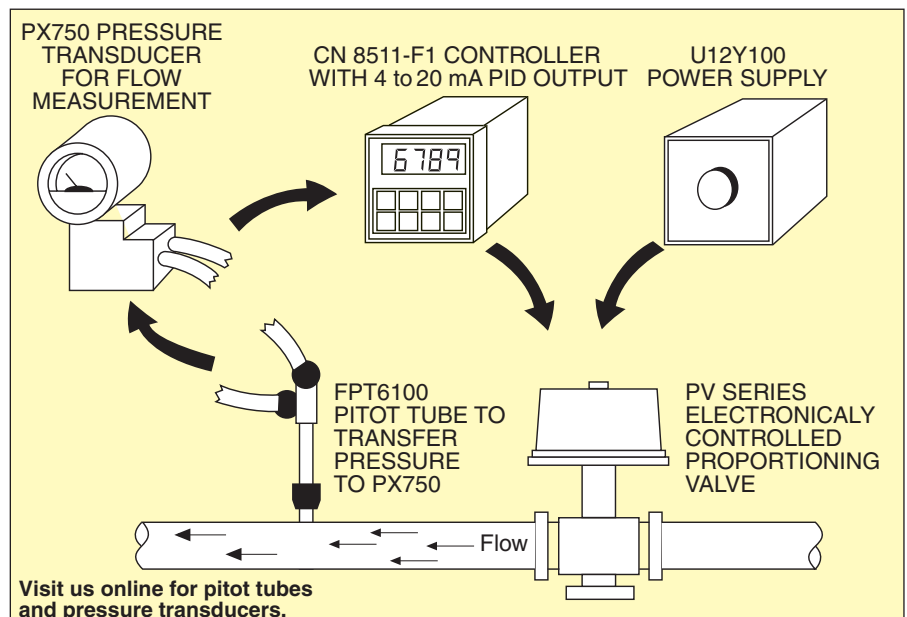 PX750 PRESSURE
TRANSDUCER
FOR FLOW
MEASUREMENT
CN 8511-F1 CONTROLLER
WITH 4 to 20 mA PID OUTPUT
U12Y100
POWER SUPPLY
6789
FPT6100
PITOT TUBE TO
TRANSFER
PRESSURE
TO PX750
PV SERIES
ELECTRONICALY
CONTROLLED
PROPORTIONING
VALVE
Flow
Visit us online for pitot tubes
and pressure transducers.